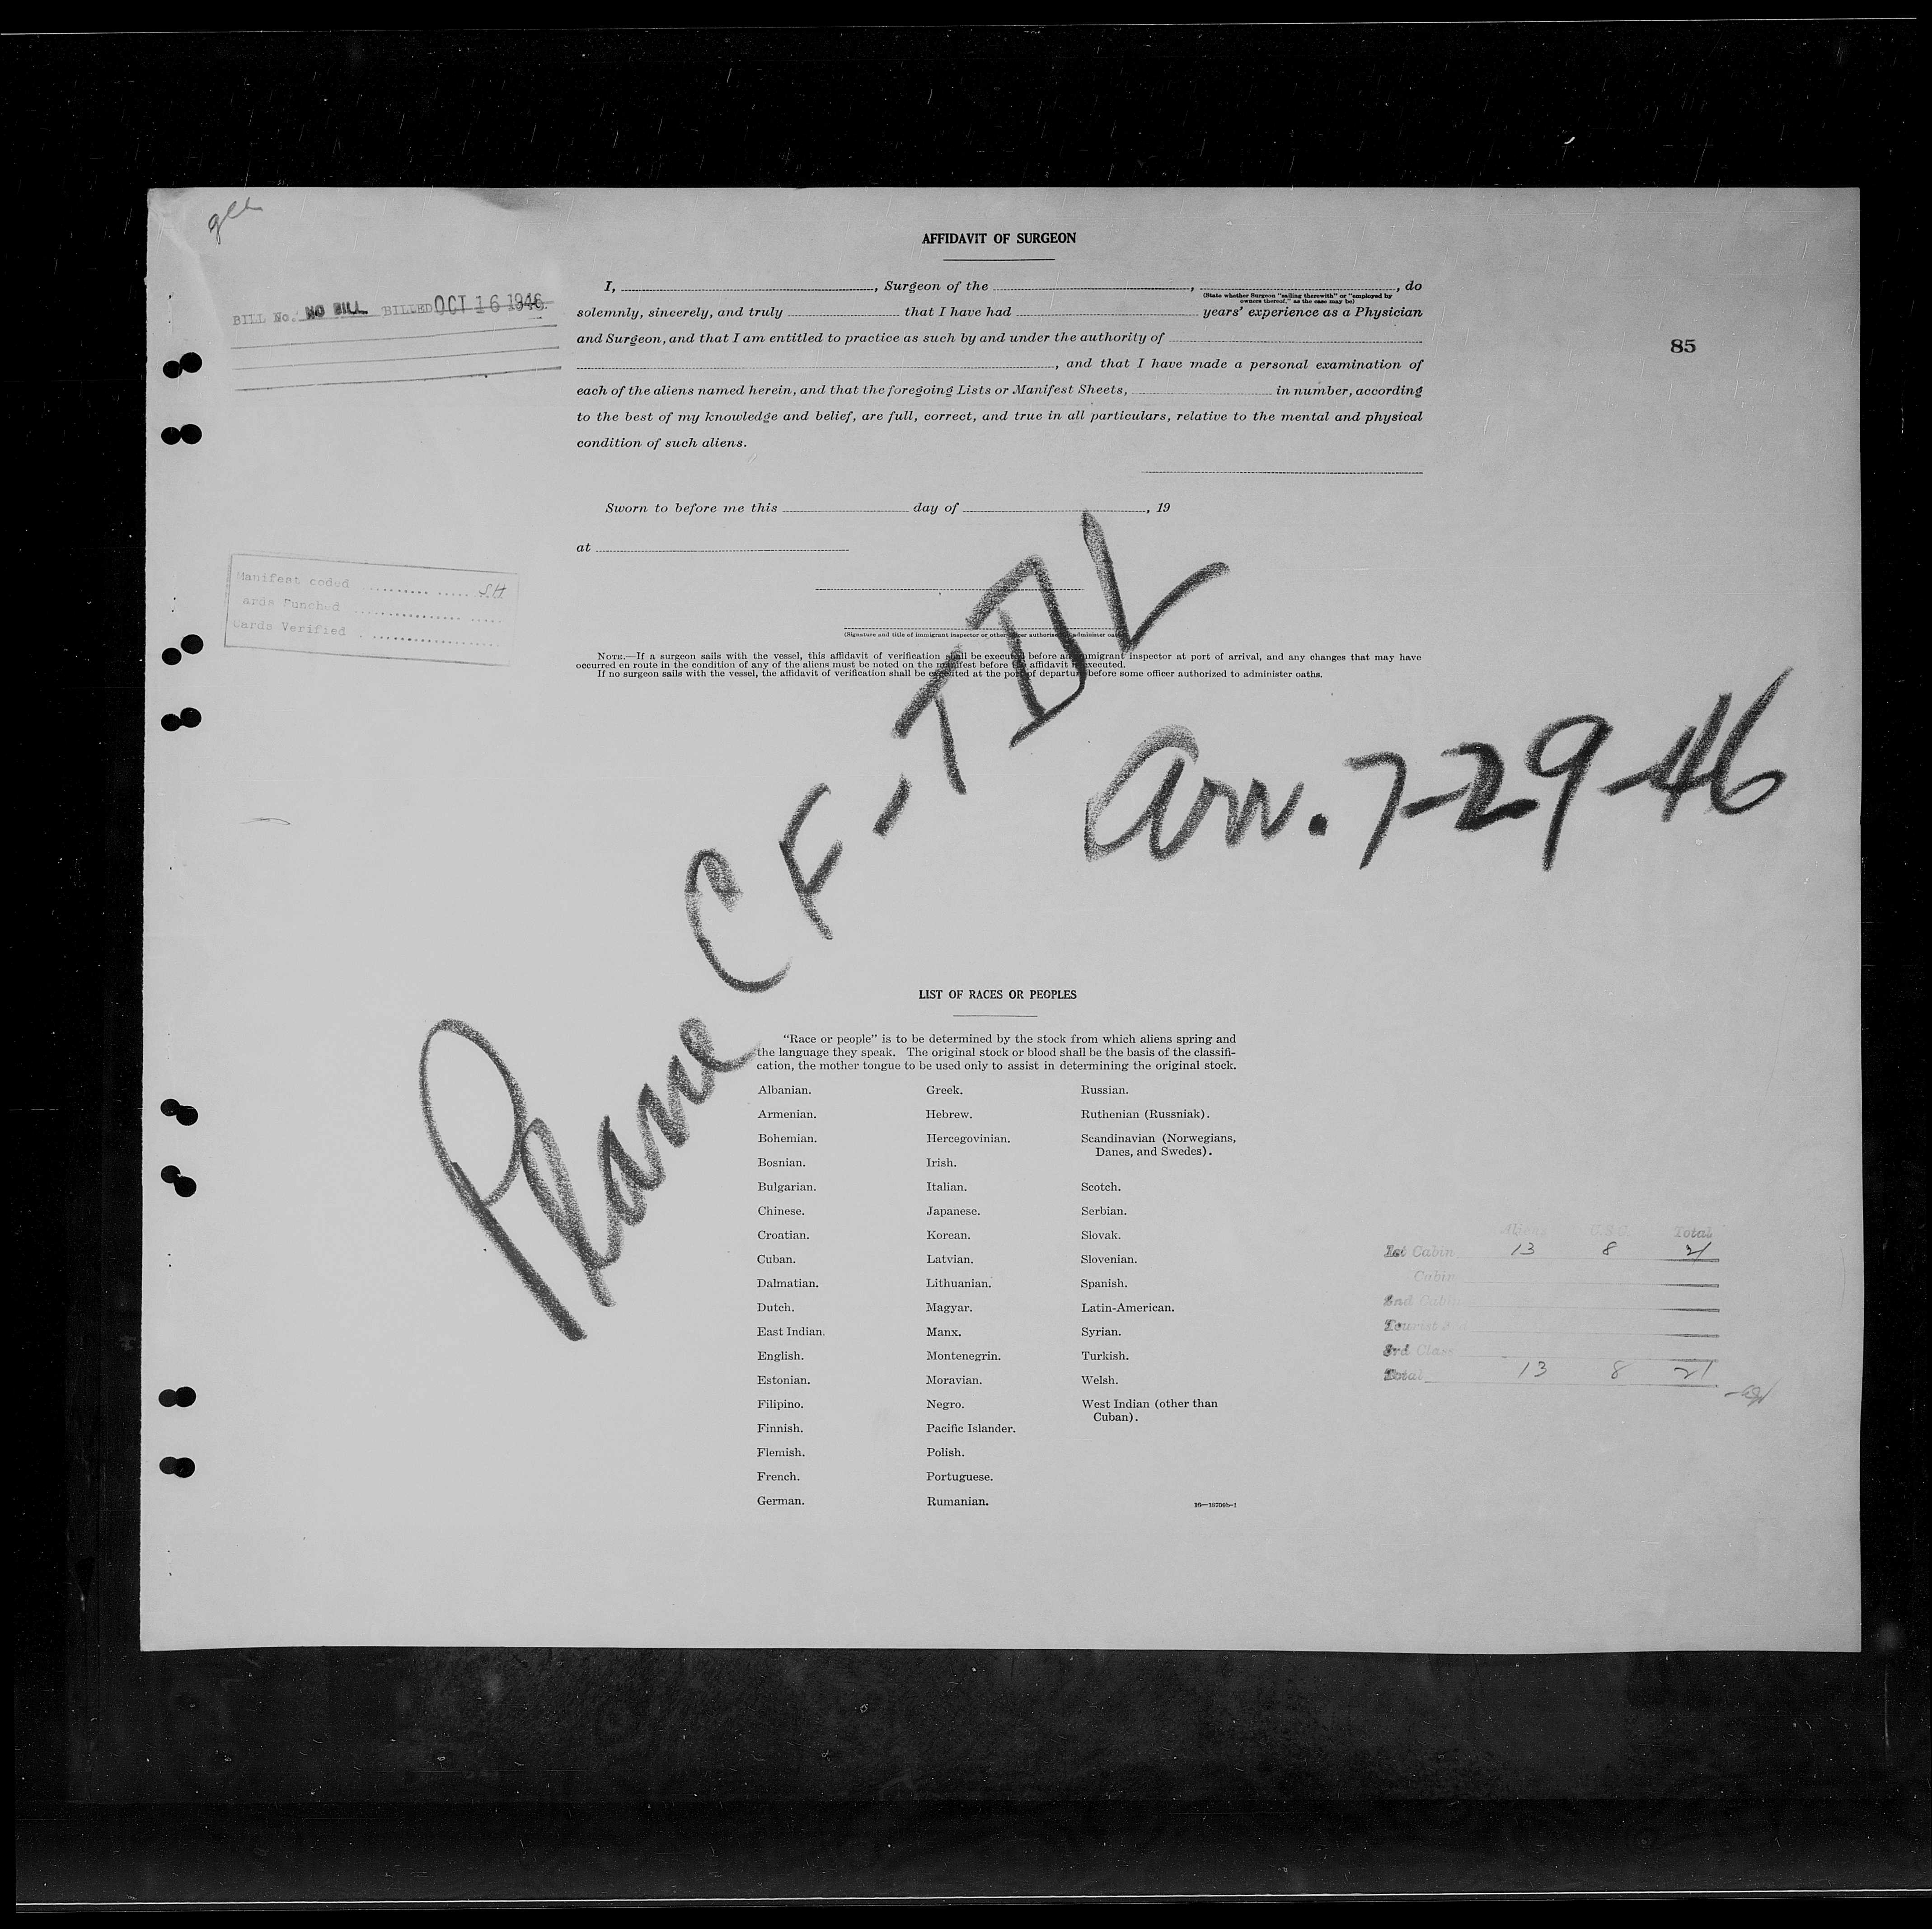 gee
AFFIDAVIT OF SURGEON
I, , Surgeon of the , , do
(State whether Surgeon "sailing therewith" or "employed by
owners thereof," as the case may be)
BILL No. NO BILL BILLED OCT 16 1946
solemnly, sincerely, and truly that I have had years' experience as a Physician
and Surgeon, and that I am entitled to practice as such by and under the authority of
85
, and that I have made a personal examination of
each of the aliens named herein, and that the foregoing Lists or Manifest Sheets, in number, according
to the best of my knowledge and belief, are full, correct, and true in all particulars, relative to the mental and physical
condition of such aliens.
Sworn to before me this day of , 19
at
Manifest coded SH
ards Punched
Cards Verified
(Signature and title of immigrant inspector or other officer authorized to administer oaths)
NOTE.—If a surgeon sails with the vessel, this affidavit of verification shall be executed before an immigrant inspector at port of arrival, and any changes that may have
occurred en route in the condition of any of the aliens must be noted on the manifest before the affidavit is executed.
If no surgeon sails with the vessel, the affidavit of verification shall be executed at the port of departure before some officer authorized to administer oaths.
Plane CF-TDL
arr. 7-29-46
LIST OF RACES OR PEOPLES
"Race or people" is to be determined by the stock from which aliens spring and
the language they speak. The original stock or blood shall be the basis of the classifi-
cation, the mother tongue to be used only to assist in determining the original stock.
Albanian.
Armenian.
Bohemian.
Bosnian.
Bulgarian.
Chinese.
Croatian.
Cuban.
Dalmatian.
Dutch.
East Indian.
English.
Estonian.
Filipino.
Finnish.
Flemish.
French.
German.
Greek.
Hebrew.
Hercegovinian.
Irish.
Italian.
Japanese.
Korean.
Latvian.
Lithuanian.
Magyar.
Manx.
Montenegrin.
Moravian.
Negro.
Pacific Islander.
Polish.
Portuguese.
Rumanian.
Russian.
Ruthenian (Russniak).
Scandinavian (Norwegians,
Danes, and Swedes).
Scotch.
Serbian.
Slovak.
Slovenian.
Spanish.
Latin-American.
Syrian.
Turkish.
Welsh.
West Indian (other than
Cuban).
Aliens U.S.C. Total
1st Cabin 13 8 21
Cabin
2nd Cabin
Tourist
3rd Class
Total 13 8 21